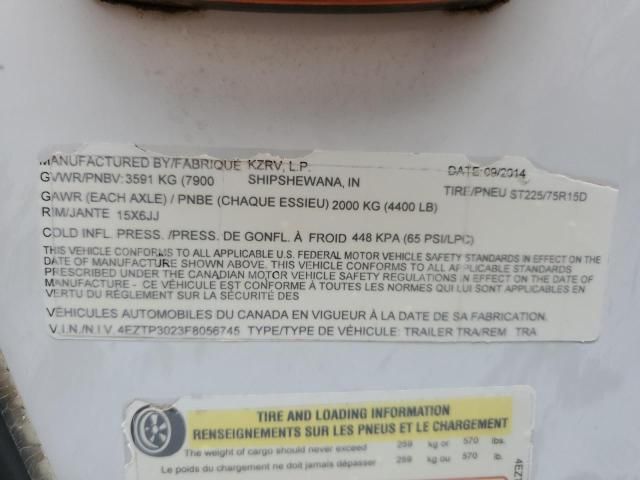 MANUFACTURED BY/FABRIQUÉ KZRV, L.P. DATE: 09/2014
GVWR/PNBV: 3591 KG (7900 SHIPSHEWANA, IN TIRE/PNEU ST225/75R15D
GAWR (EACH AXLE) / PNBE (CHAQUE ESSIEU) 2000 KG (4400 LB)
RIM/JANTE 15X6JJ
COLD INFL. PRESS. /PRESS. DE GONFL. À FROID 448 KPA (65 PSI/LPC)
THIS VEHICLE CONFORMS TO ALL APPLICABLE U.S. FEDERAL MOTOR VEHICLE SAFETY STANDARDS IN EFFECT ON THE
DATE OF MANUFACTURE SHOWN ABOVE. THIS VEHICLE CONFORMS TO ALL APPLICABLE STANDARDS
PRESCRIBED UNDER THE CANADIAN MOTOR VEHICLE SAFETY REGULATIONS IN EFFECT ON THE DATE OF
MANUFACTURE - CE VÉHICULE EST CONFORME À TOUTES LES NORMES QUI LUI SONT APPLICABLES EN
VERTU DU RÉGLEMENT SUR LA SÉCURITÉ DES
VÉHICULES AUTOMOBILES DU CANADA EN VIGUEUR À LA DATE DE SA FABRICATION.
V.I.N./N.I.V. 4EZTP3023F8056745 TYPE/TYPE DE VÉHICULE: TRAILER TRA/REM TRA
TIRE AND LOADING INFORMATION
RENSEIGNEMENTS SUR LES PNEUS ET LE CHARGEMENT
The weight of cargo should never exceed 259 kg or 570 lbs.
Le poids du chargement ne doit jamais dépasser 259 kg ou 570 lb.